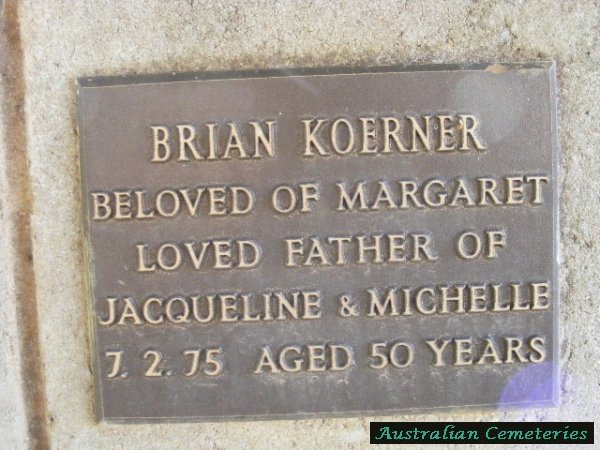 BRIAN KOERNER
BELOVED OF MARGARET
LOVED FATHER OF
JACQUELINE & MICHELLE
7. 2. 75 AGED 50 YEARS
Australian Cemeteries